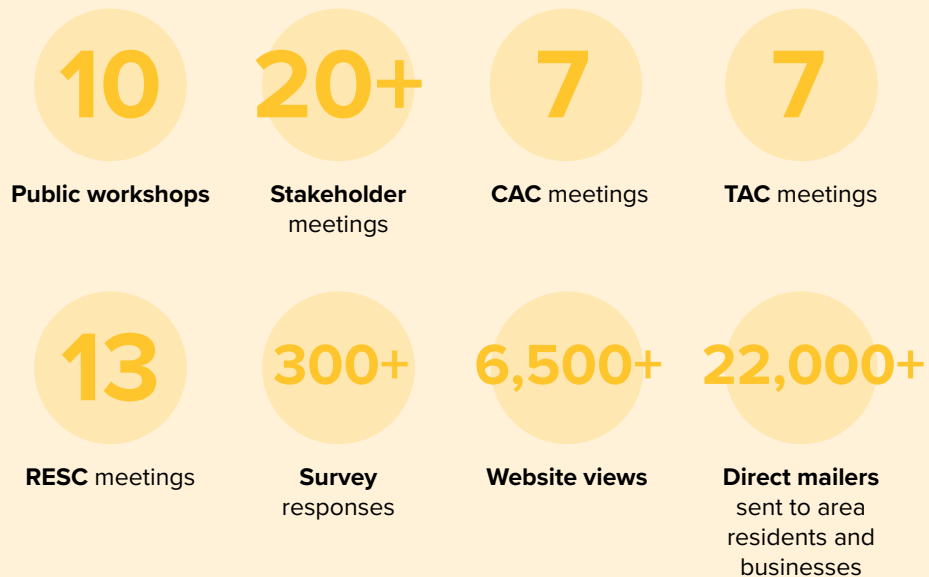 10
Public workshops
20+
Stakeholder
meetings
7
CAC meetings
7
TAC meetings
13
RESC meetings
300+
Survey
responses
6,500+
Website views
22,000+
Direct mailers
sent to area
residents and
businesses